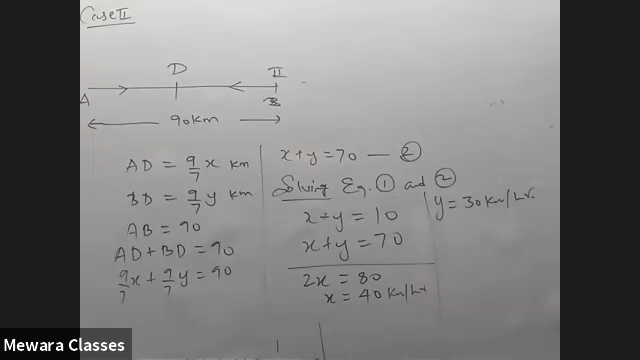 Case II
D
II
A
B
90 km
AD = 9/7 x km
BD = 9/7 y km
AB = 90
AD + BD = 90
9/7 x + 9/7 y = 90
x + y = 70 — ②
Solving Eq. ① and ②
x - y = 10
x + y = 70
2x = 80
x = 40 km/hr
y = 30 km/hr.
Mewara Classes